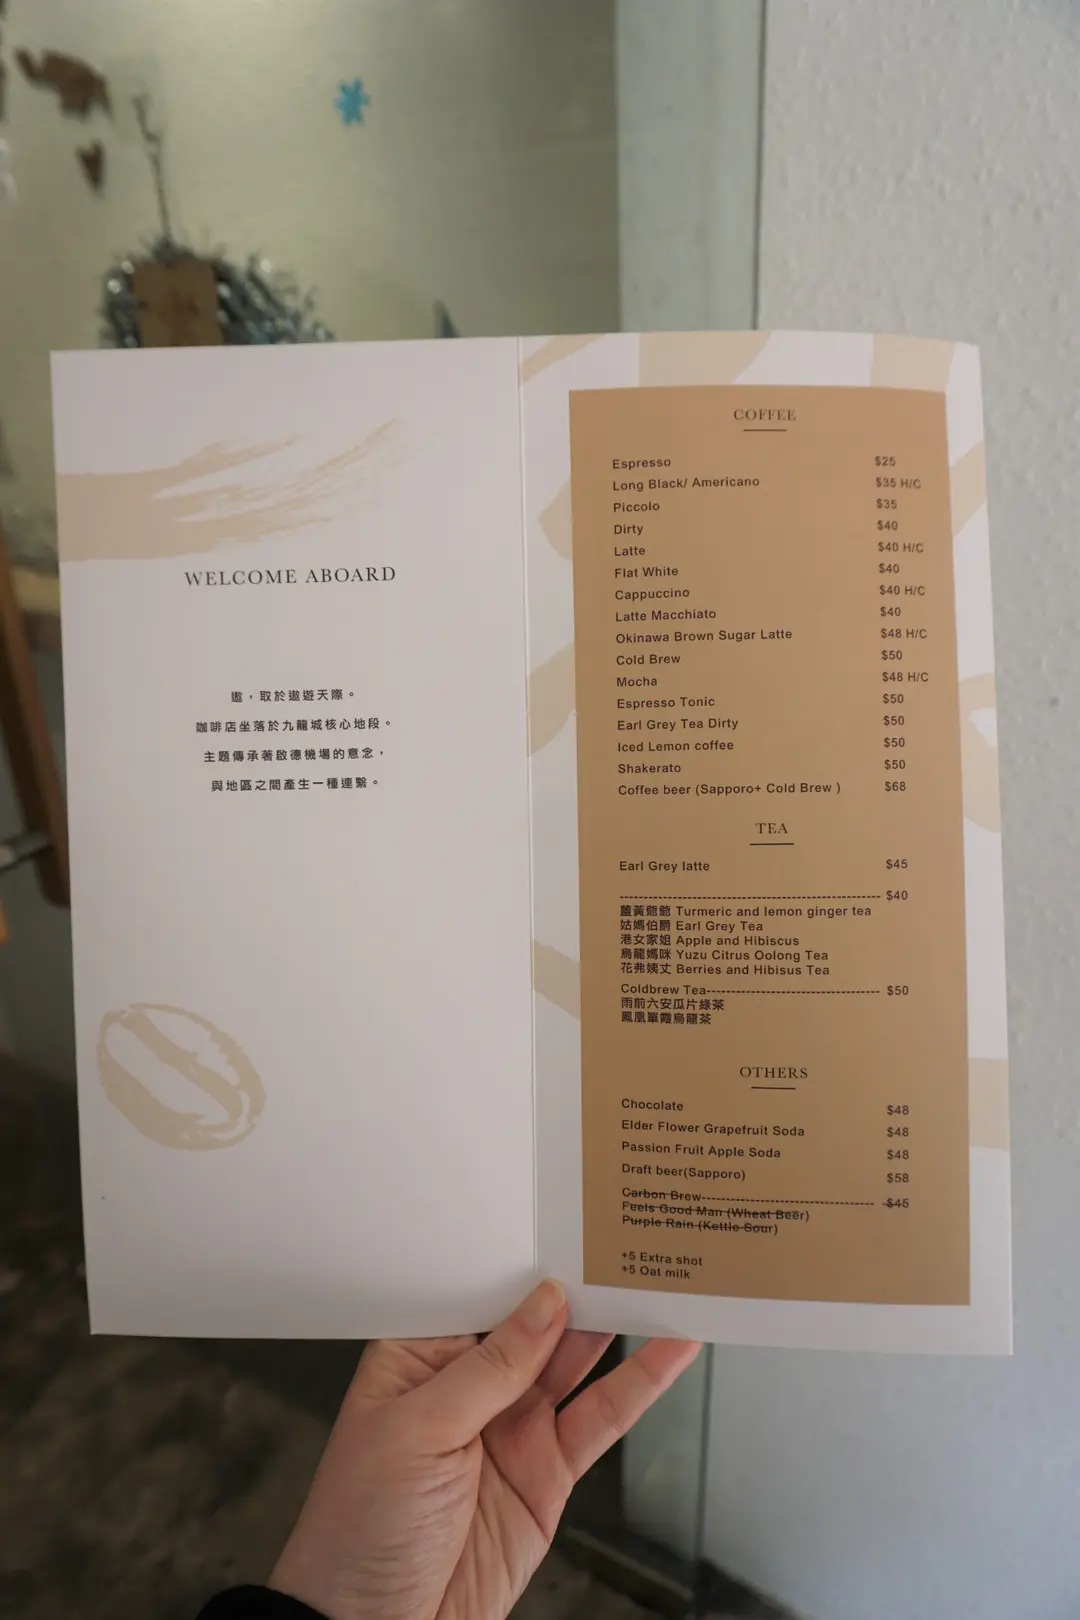 WELCOME ABOARD
遨，取於遨遊天際。
咖啡店坐落於九龍城核心地段。
主題傳承著啟德機場的意念，
與地區之間產生一種連繫。
COFFEE
Espresso $25
Long Black/ Americano $35 H/C
Piccolo $35
Dirty $40
Latte $40 H/C
Flat White $40
Cappuccino $40 H/C
Latte Macchiato $40
Okinawa Brown Sugar Latte $48 H/C
Cold Brew $50
Mocha $48 H/C
Espresso Tonic $50
Earl Grey Tea Dirty $50
Iced Lemon coffee $50
Shakerato $50
Coffee beer (Sapporo+ Cold Brew ) $68
TEA
Earl Grey latte $45
------------------------------------------------------ $40
薑黃爺爺 Turmeric and lemon ginger tea
姑媽伯爵 Earl Grey Tea
港女家姐 Apple and Hibiscus
烏龍媽咪 Yuzu Citrus Oolong Tea
花弗姨丈 Berries and Hibisus Tea
Coldbrew Tea------------------------------------ $50
雨前六安瓜片綠茶
鳳凰單霞烏龍茶
OTHERS
Chocolate $48
Elder Flower Grapefruit Soda $48
Passion Fruit Apple Soda $48
Draft beer(Sapporo) $58
Carbon Brew------------------------------------ $45
Feels Good Man (Wheat Beer)
Purple Rain (Kettle Sour)
+5 Extra shot
+5 Oat milk